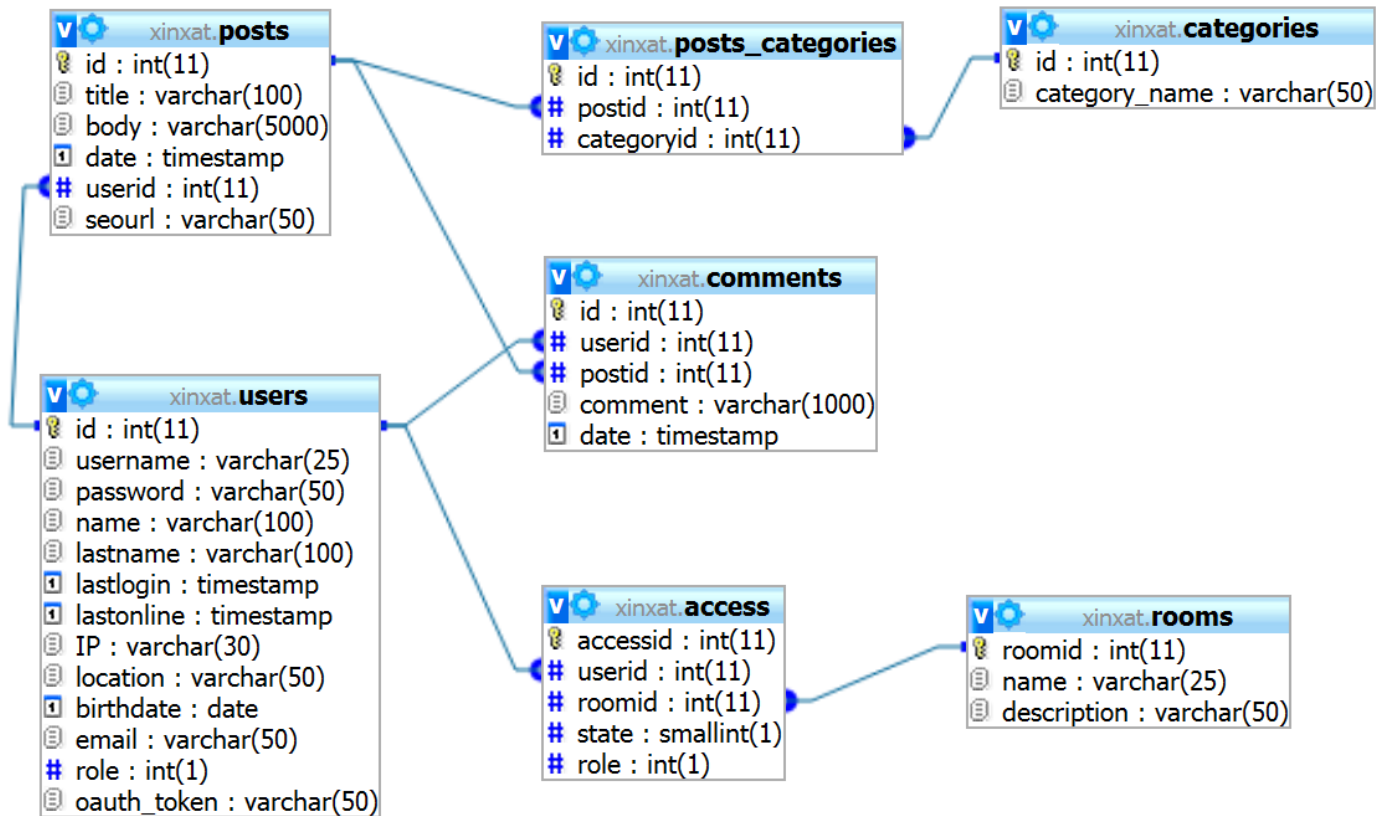 v xinxat.posts
id : int(11)
title : varchar(100)
body : varchar(5000)
1 date : timestamp
# userid : int(11)
seourl : varchar(50)
v xinxat.posts_categories
id : int(11)
# postid : int(11)
# categoryid : int(11)
v xinxat.categories
id : int(11)
category_name : varchar(50)
v xinxat.comments
id : int(11)
# userid : int(11)
# postid : int(11)
comment : varchar(1000)
1 date : timestamp
v xinxat.users
id : int(11)
username : varchar(25)
password : varchar(50)
name : varchar(100)
lastname : varchar(100)
1 lastlogin : timestamp
1 lastonline : timestamp
IP : varchar(30)
location : varchar(50)
1 birthdate : date
email : varchar(50)
# role : int(1)
oauth_token : varchar(50)
v xinxat.access
accessid : int(11)
# userid : int(11)
# roomid : int(11)
# state : smallint(1)
# role : int(1)
v xinxat.rooms
roomid : int(11)
name : varchar(25)
description : varchar(50)